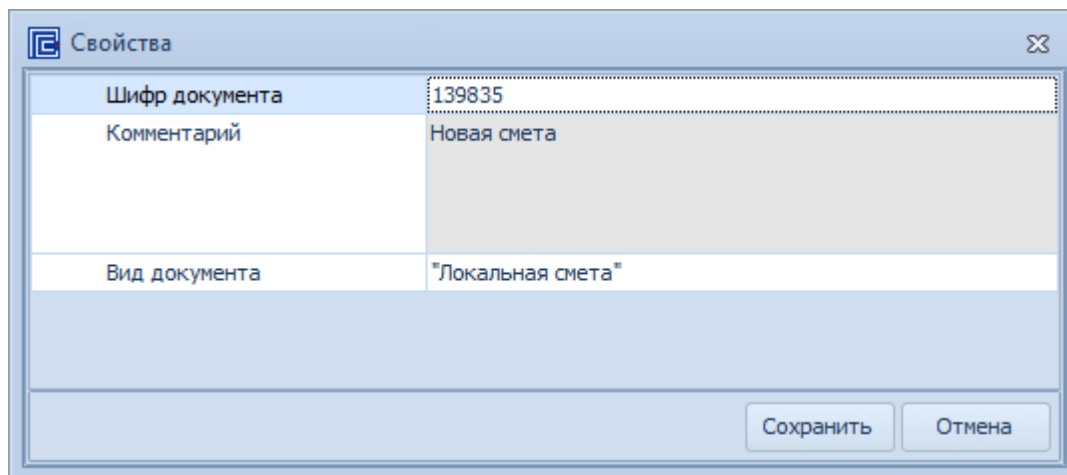 Свойства
Шифр документа 139835
Комментарий Новая смета
Вид документа "Локальная смета"
Сохранить Отмена